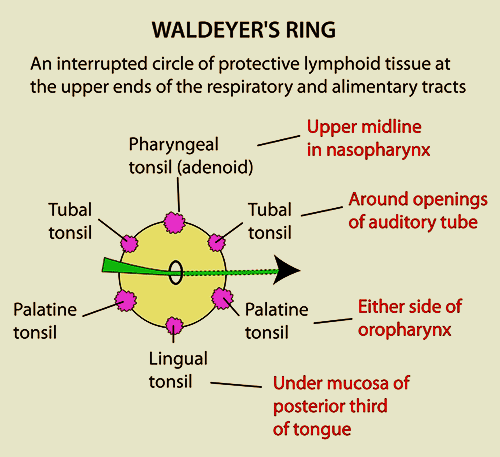 WALDEYER'S RING
An interrupted circle of protective lymphoid tissue at
the upper ends of the respiratory and alimentary tracts
Pharyngeal
tonsil (adenoid)
Upper midline
in nasopharynx
Tubal
tonsil
Tubal
tonsil
Around openings
of auditory tube
Palatine
tonsil
Palatine
tonsil
Either side of
oropharynx
Lingual
tonsil
Under mucosa of
posterior third
of tongue